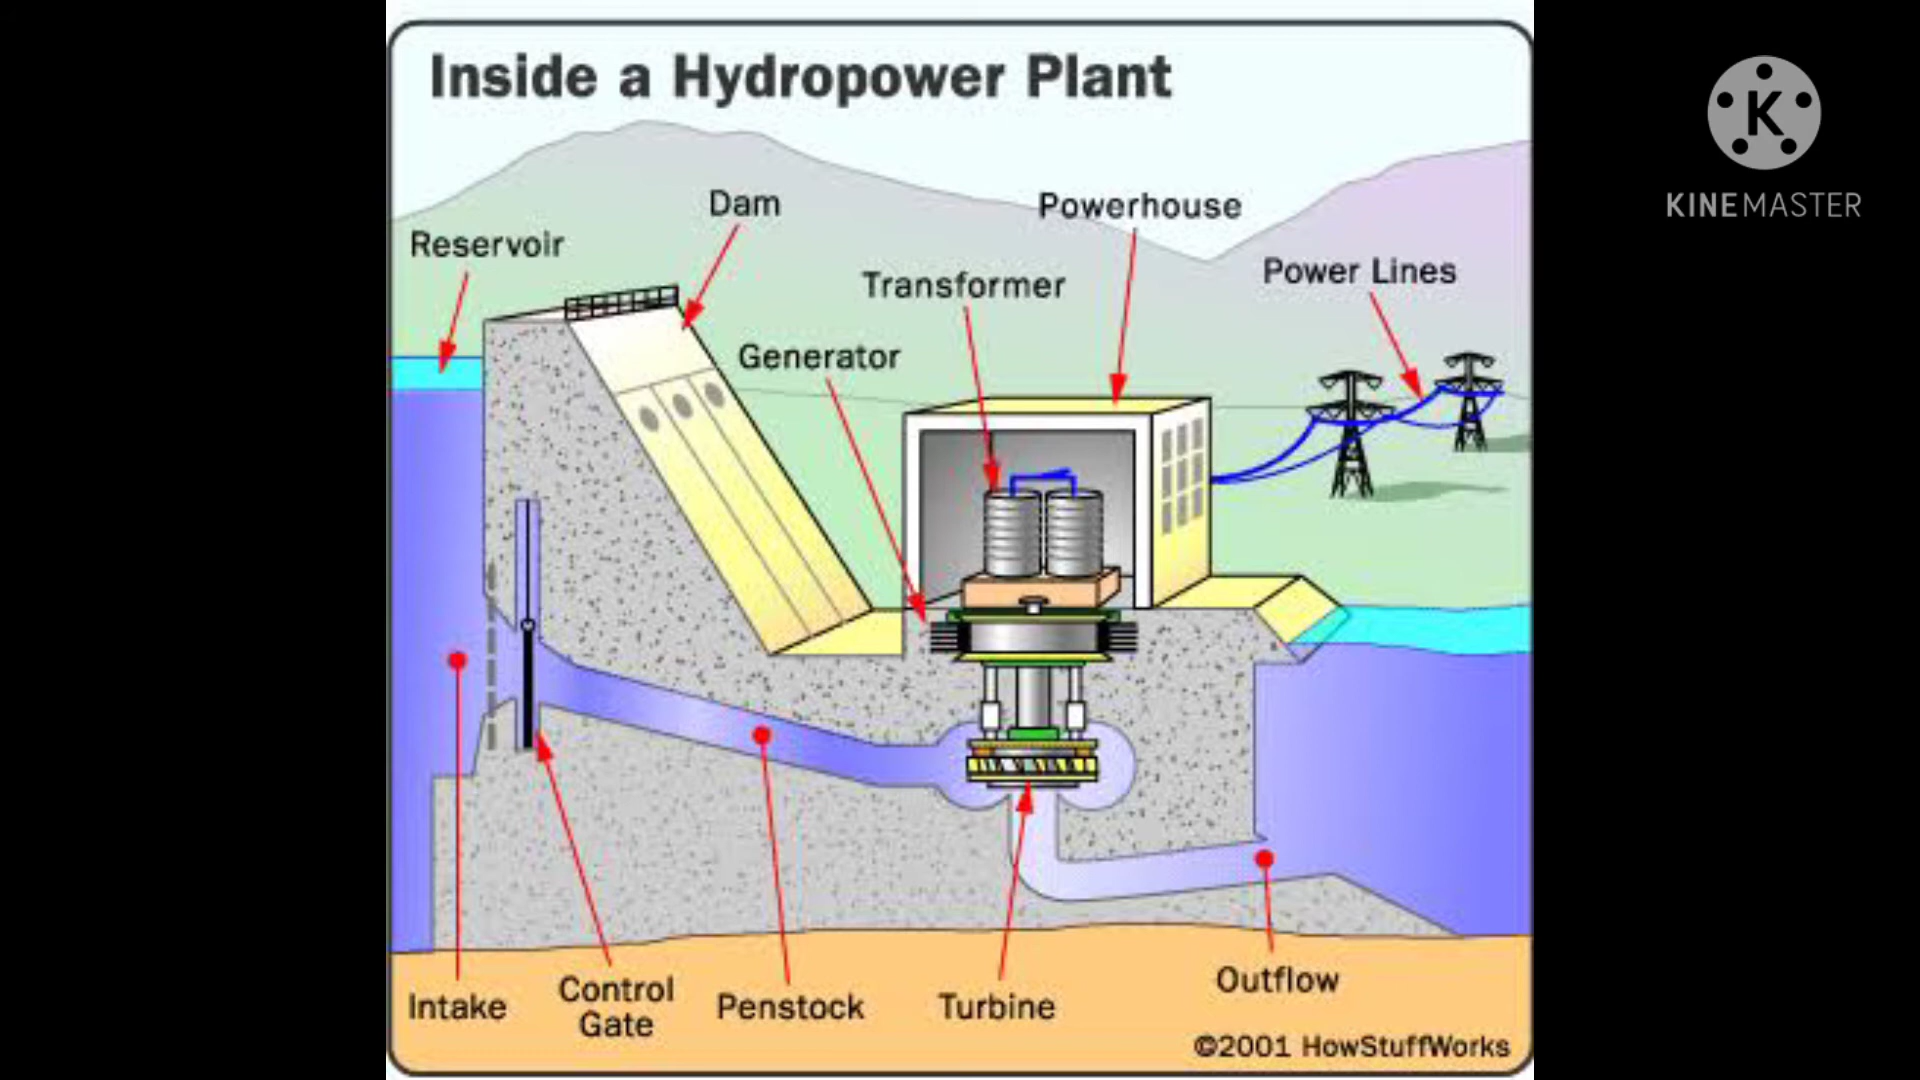 Inside a Hydropower Plant
K
KINEMASTER
Dam
Powerhouse
Reservoir
Transformer
Power Lines
Generator
Intake
Control
Gate
Penstock
Turbine
Outflow
©2001 HowStuffWorks